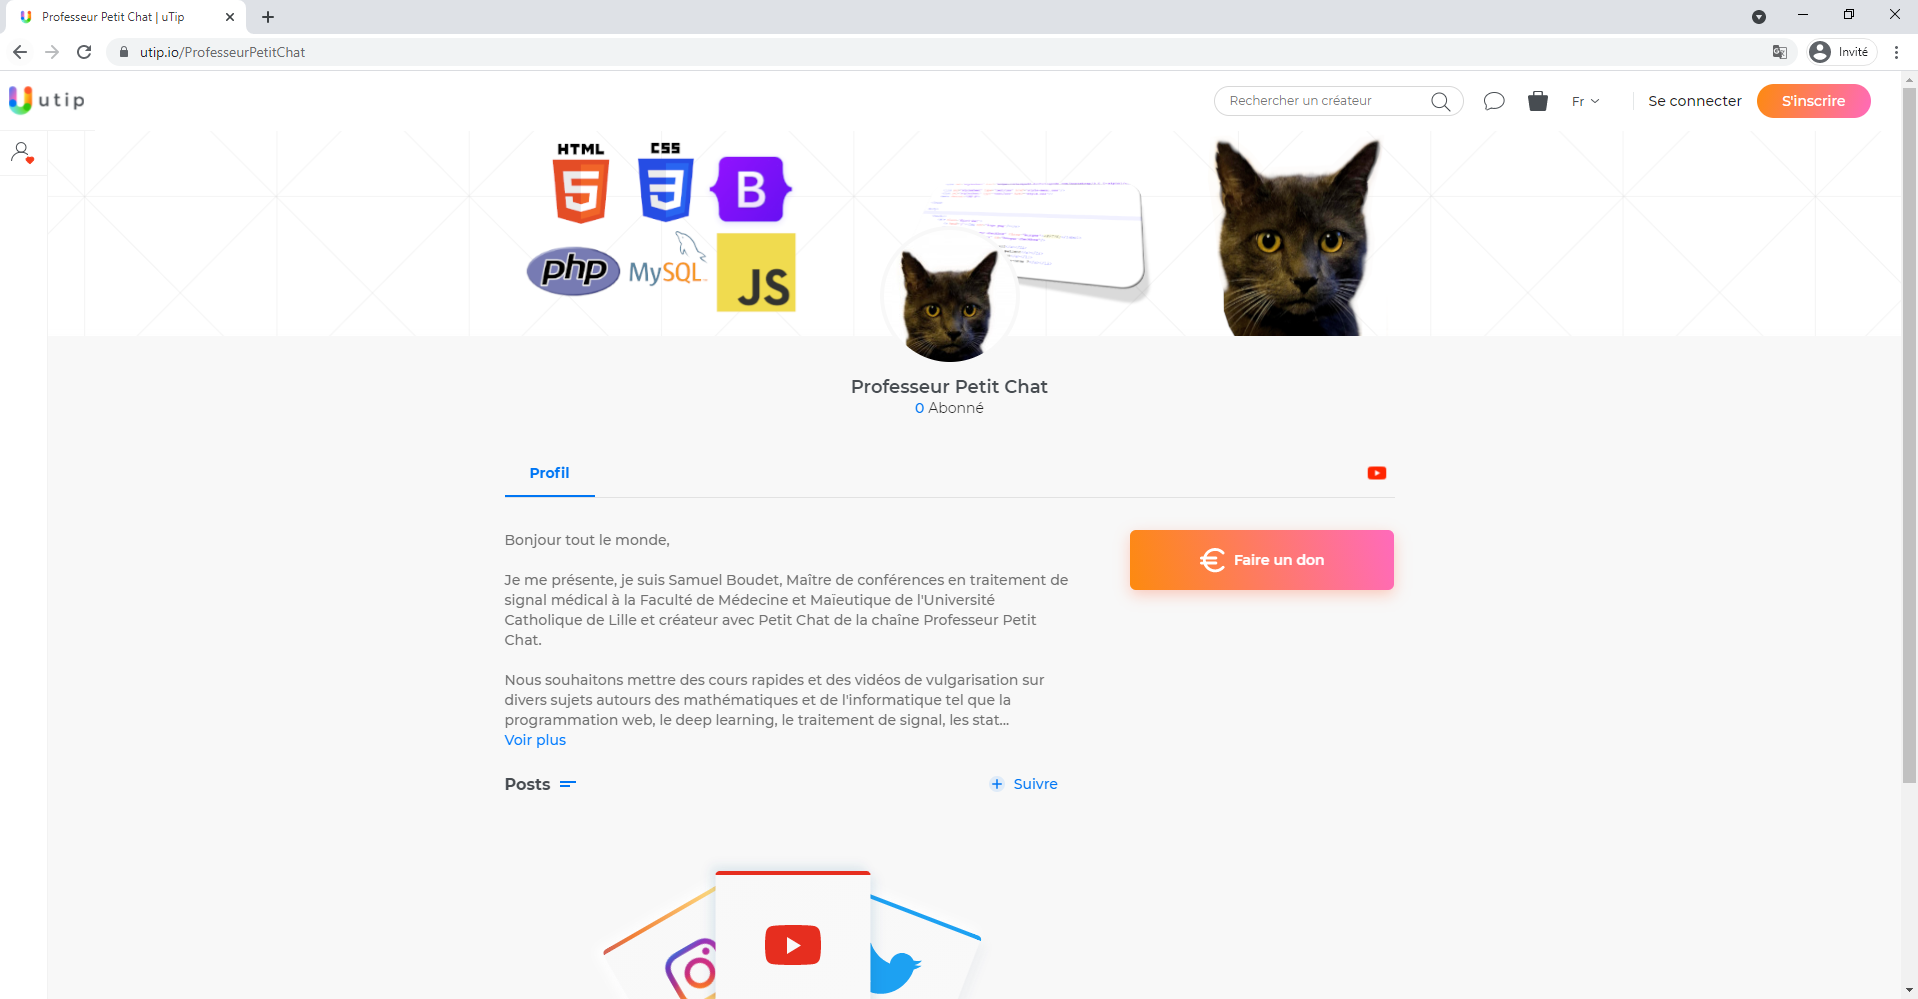 Professeur Petit Chat | uTip
utip.io/ProfesseurPetitChat
Invité
utip
Rechercher un créateur
Fr
Se connecter
S'inscrire
HTML
5
CSS
3
B
php
MySQL
JS
Professeur Petit Chat
0 Abonné
Profil
Bonjour tout le monde,
Je me présente, je suis Samuel Boudet, Maître de conférences en traitement de
signal médical à la Faculté de Médecine et Maïeutique de l'Université
Catholique de Lille et créateur avec Petit Chat de la chaîne Professeur Petit
Chat.
Nous souhaitons mettre des cours rapides et des vidéos de vulgarisation sur
divers sujets autours des mathématiques et de l'informatique tel que la
programmation web, le deep learning, le traitement de signal, les stat...
Voir plus
€ Faire un don
Posts
+ Suivre